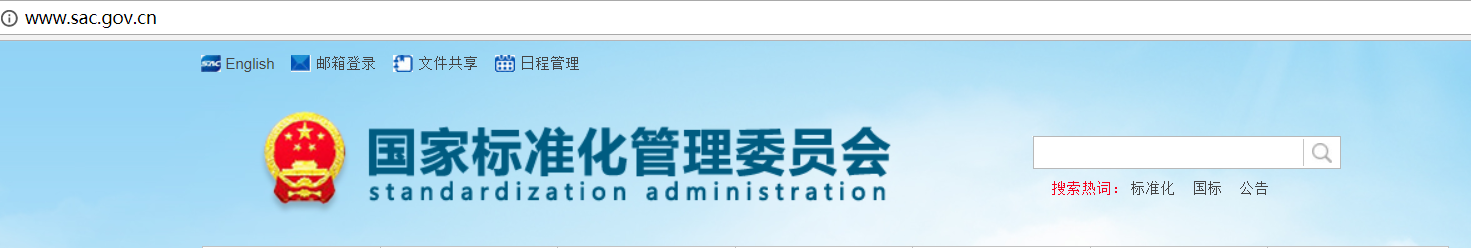 www.sac.gov.cn
English 邮箱登录 文件共享 日程管理
国家标准化管理委员会
standardization administration
搜索热词： 标准化 国标 公告